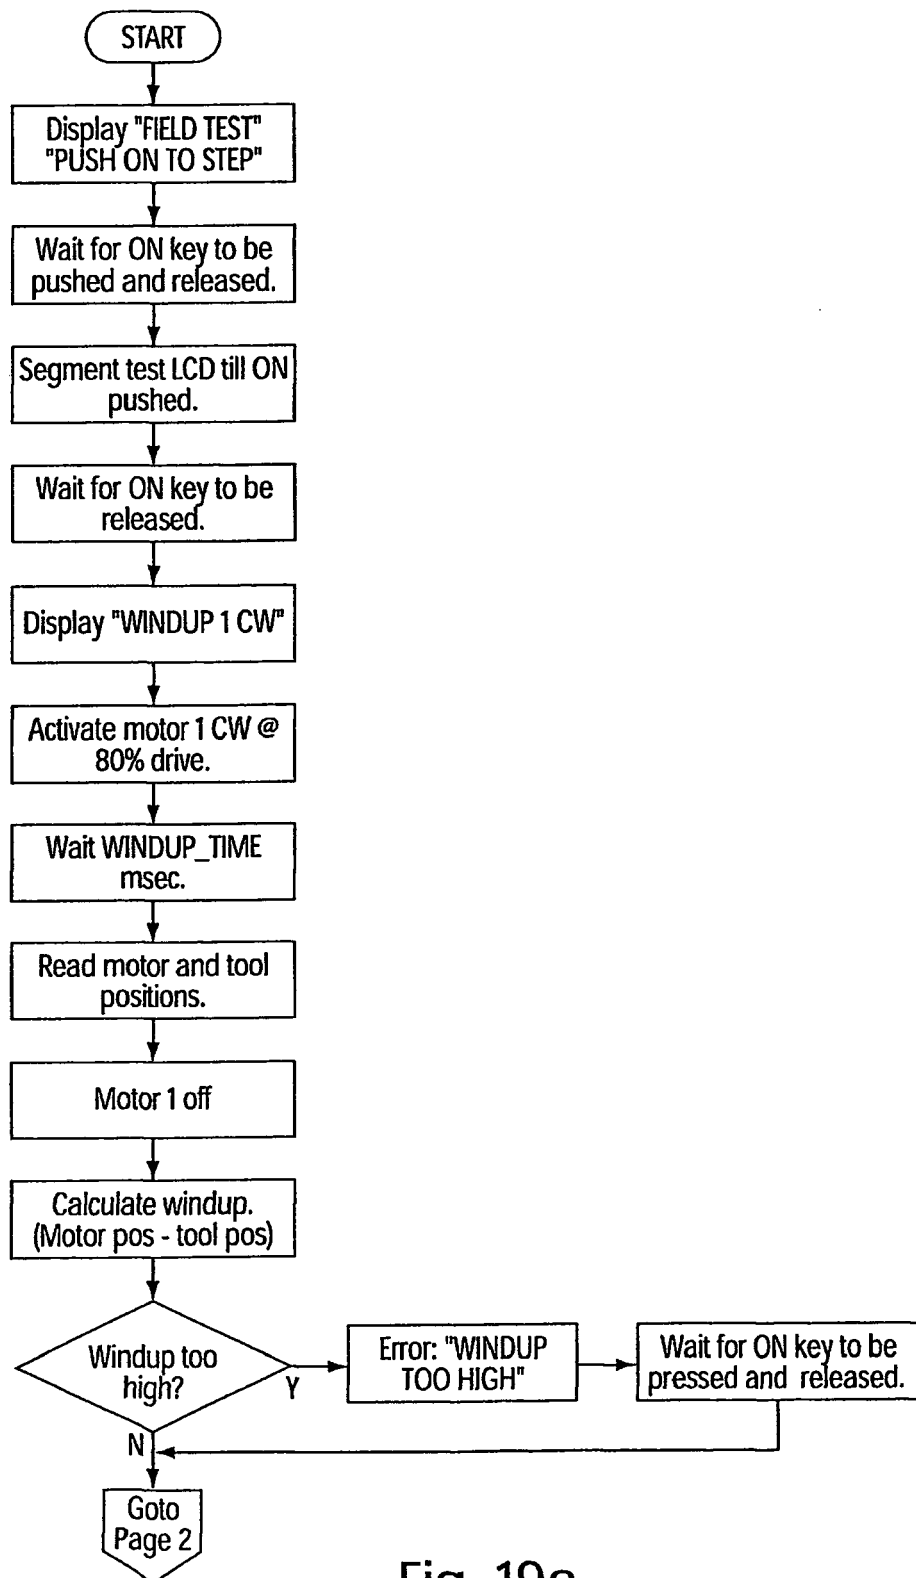 START
Display "FIELD TEST"
"PUSH ON TO STEP"
Wait for ON key to be
pushed and released.
Segment test LCD till ON
pushed.
Wait for ON key to be
released.
Display "WINDUP 1 CW"
Activate motor 1 CW @
80% drive.
Wait WINDUP_TIME
msec.
Read motor and tool
positions.
Motor 1 off
Calculate windup.
(Motor pos - tool pos)
Windup too
high?
Y
Error: "WINDUP
TOO HIGH"
Wait for ON key to be
pressed and released.
N
Goto
Page 2
Fig. 19a